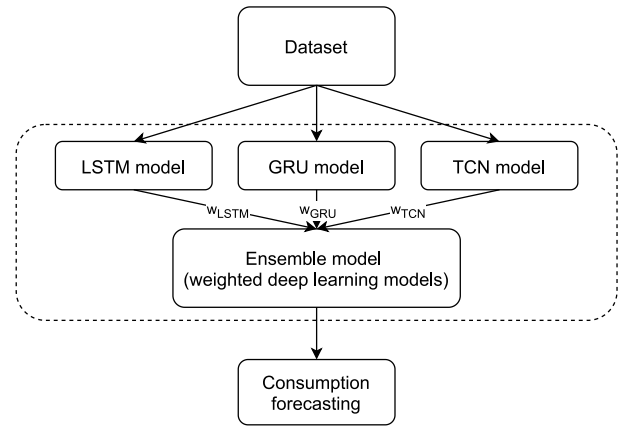 Dataset
LSTM model
GRU model
TCN model
wLSTM
wGRU
wTCN
Ensemble model
(weighted deep learning models)
Consumption
forecasting